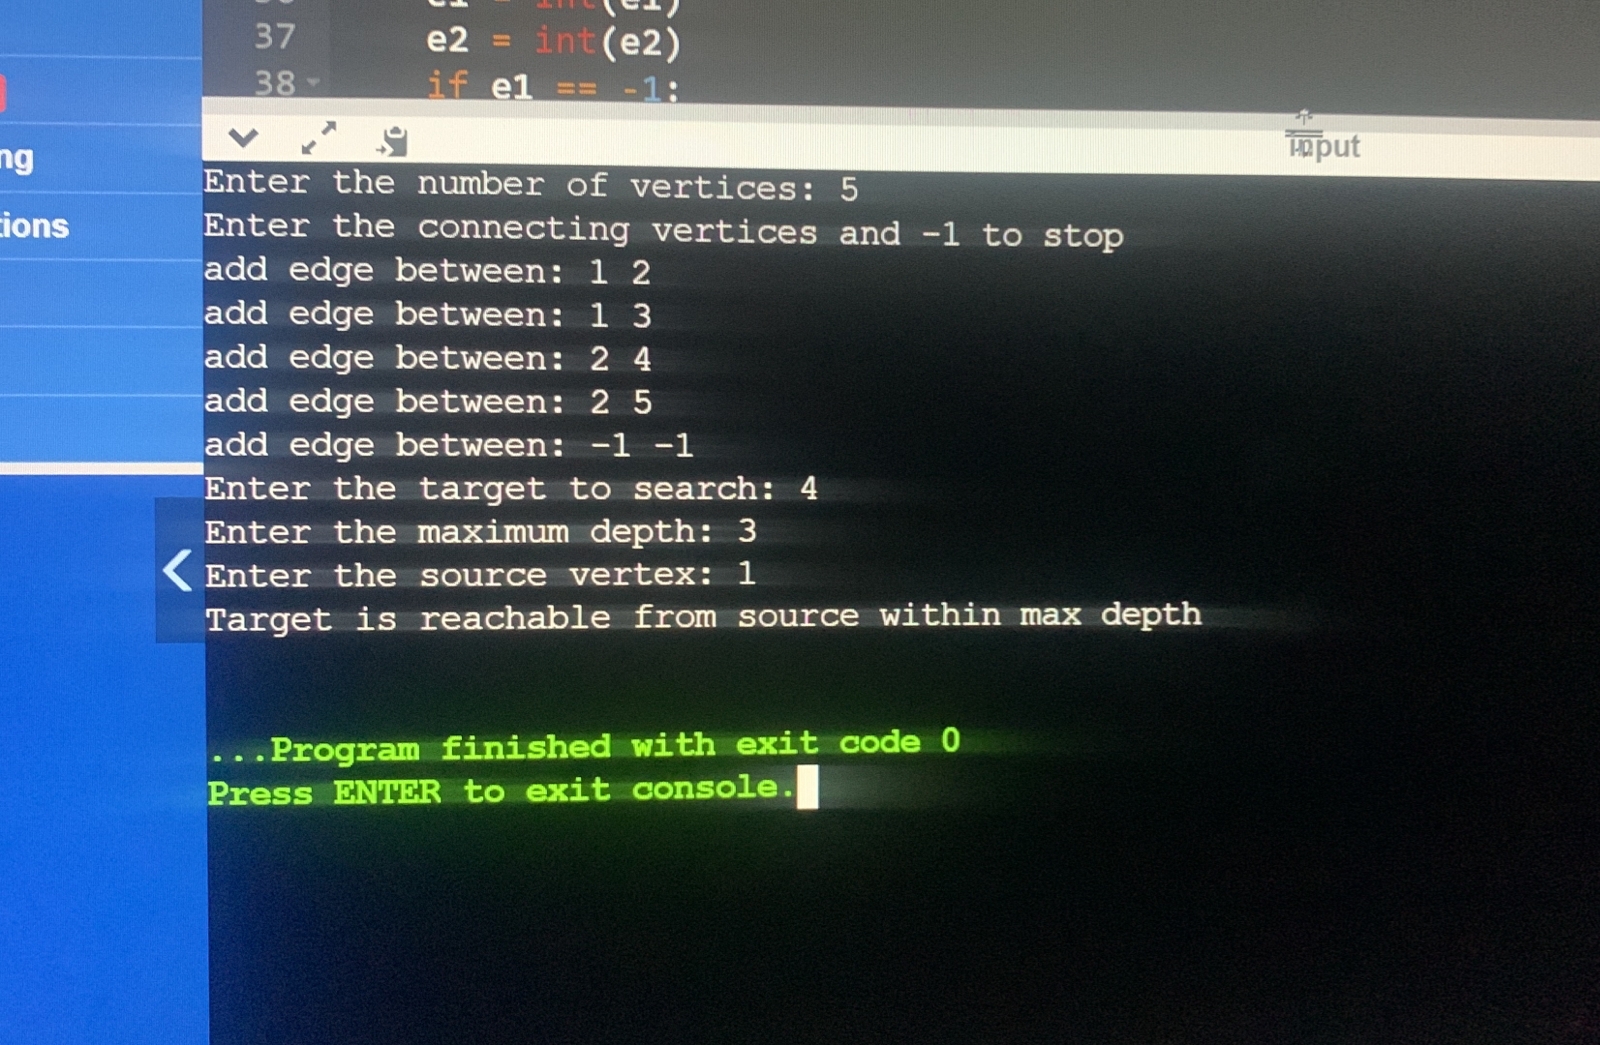 37 e2 = int(e2)
38 if e1 == -1:
ng
tions
input
Enter the number of vertices: 5
Enter the connecting vertices and -1 to stop
add edge between: 1 2
add edge between: 1 3
add edge between: 2 4
add edge between: 2 5
add edge between: -1 -1
Enter the target to search: 4
Enter the maximum depth: 3
Enter the source vertex: 1
Target is reachable from source within max depth
...Program finished with exit code 0
Press ENTER to exit console.